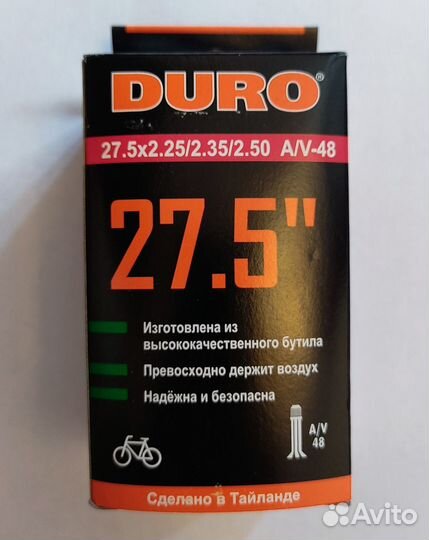 DURO®
27.5x2.25/2.35/2.50 A/V-48
27.5"
Изготовлена из
высококачественного бутила
Превосходно держит воздух
Надёжна и безопасна
A/V
48
Сделано в Тайланде
Avito